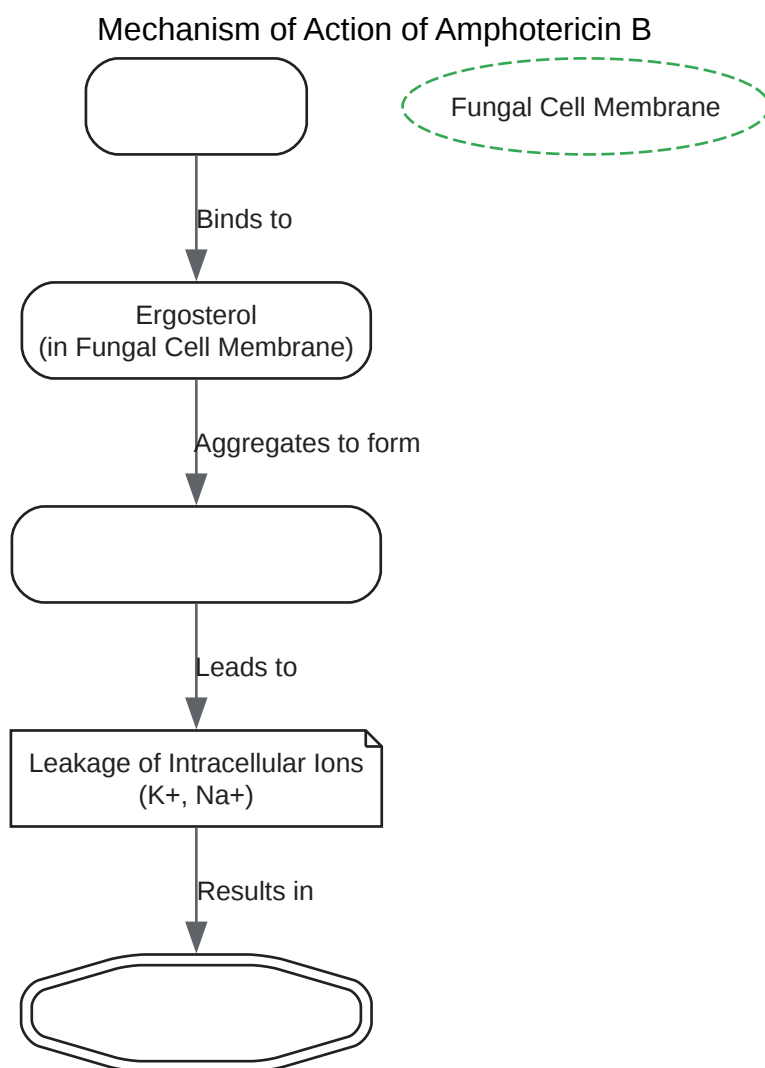 Mechanism of Action of Amphotericin B
Fungal Cell Membrane
Binds to
Ergosterol
(in Fungal Cell Membrane)
Aggregates to form
Leads to
Leakage of Intracellular Ions
(K+, Na+)
Results in